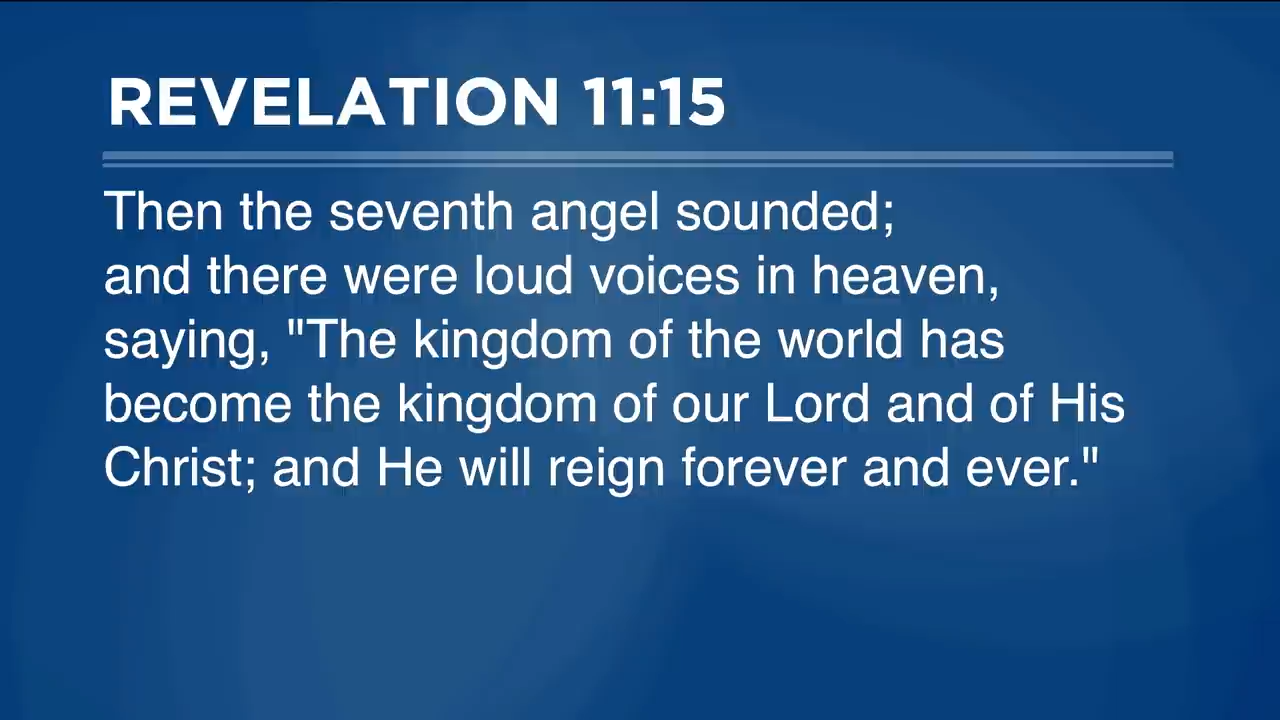 REVELATION 11:15
Then the seventh angel sounded;
and there were loud voices in heaven,
saying, "The kingdom of the world has
become the kingdom of our Lord and of His
Christ; and He will reign forever and ever."